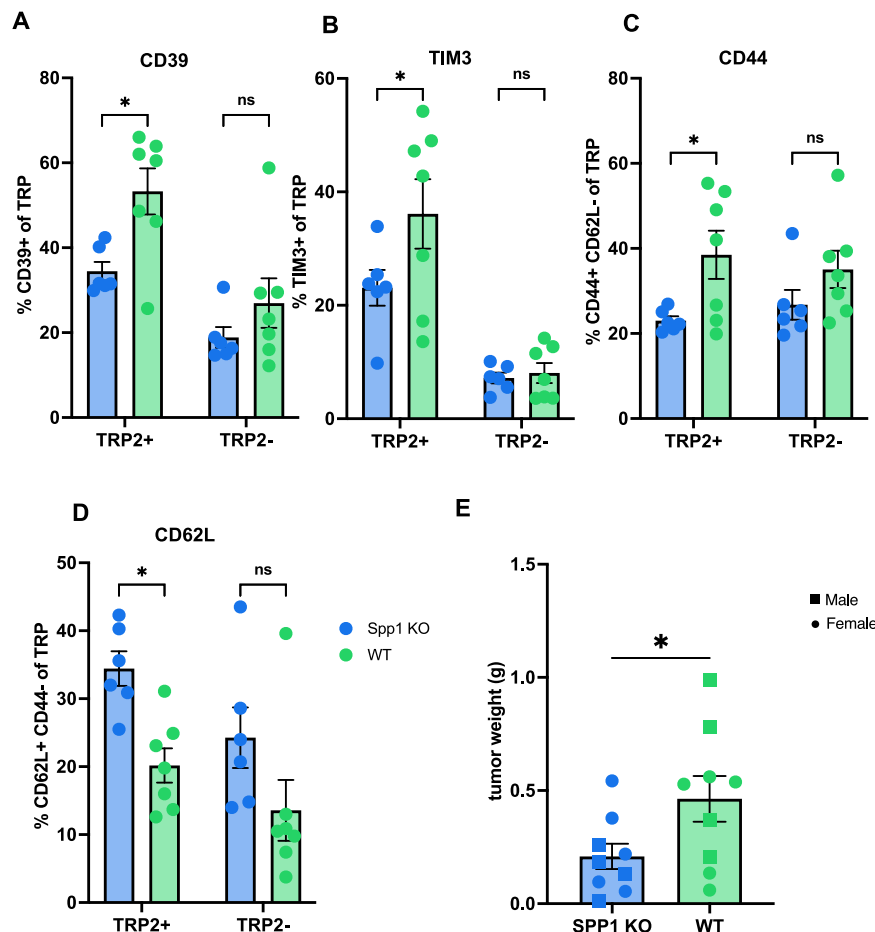 A
CD39
% CD39+ of TRP
80
60
40
20
0
*
ns
TRP2+
TRP2-
B
TIM3
% TIM3+ of TRP
60
40
20
0
*
ns
TRP2+
TRP2-
C
CD44
% CD44+ CD62L- of TRP
80
60
40
20
0
*
ns
TRP2+
TRP2-
D
CD62L
% CD62L+ CD44- of TRP
50
40
30
20
10
0
*
ns
TRP2+
TRP2-
Spp1 KO
WT
E
tumor weight (g)
1.5
1.0
0.5
0.0
*
SPP1 KO
WT
Male
Female